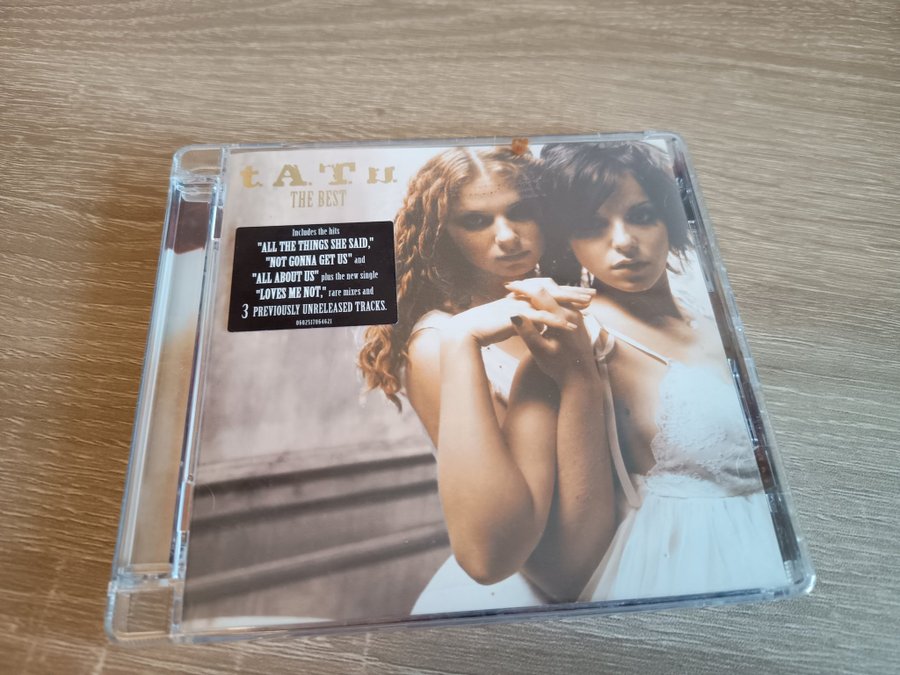 t.A.T.u.
THE BEST
Includes the hits
"ALL THE THINGS SHE SAID,"
"NOT GONNA GET US" and
"ALL ABOUT US" plus the new single
"LOVES ME NOT," rare mixes and
3 PREVIOUSLY UNRELEASED TRACKS.
0602517064621